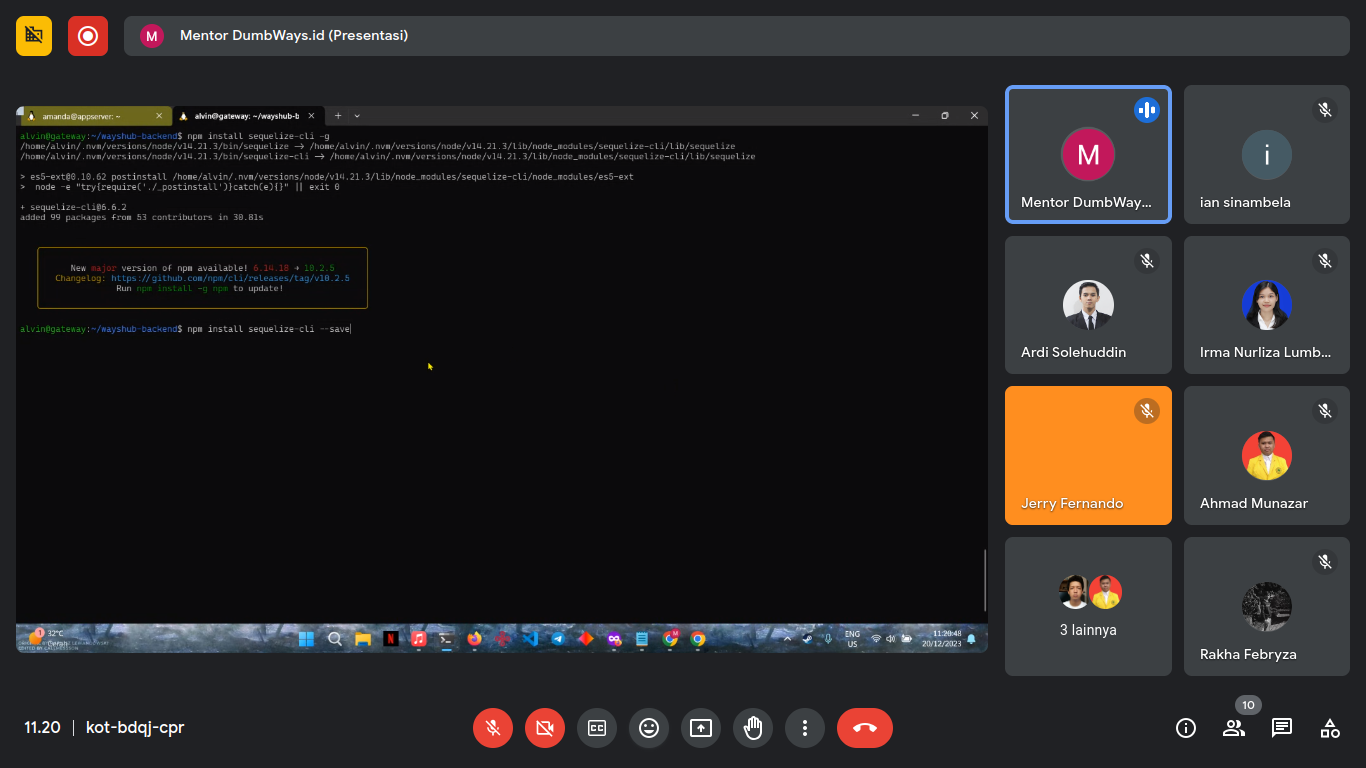 Mentor DumbWays.id (Presentasi)
amanda@appserver: ~
alvin@gateway: ~/wayshub-b
alvin@gateway:~/wayshub-backend$ npm install sequelize-cli -g
/home/alvin/.nvm/versions/node/v14.21.3/bin/sequelize -> /home/alvin/.nvm/versions/node/v14.21.3/lib/node_modules/sequelize-cli/lib/sequelize
/home/alvin/.nvm/versions/node/v14.21.3/bin/sequelize-cli -> /home/alvin/.nvm/versions/node/v14.21.3/lib/node_modules/sequelize-cli/lib/sequelize
> es5-ext@0.10.62 postinstall /home/alvin/.nvm/versions/node/v14.21.3/lib/node_modules/sequelize-cli/node_modules/es5-ext
>  node -e "try{require('./_postinstall')}catch(e){}" || exit 0
+ sequelize-cli@6.6.2
added 99 packages from 53 contributors in 30.81s
New major version of npm available! 6.14.18 → 10.2.5
Changelog: https://github.com/npm/cli/releases/tag/v10.2.5
Run npm install -g npm to update!
alvin@gateway:~/wayshub-backend$ npm install sequelize-cli --save
1
32°C
ENG
US
11:20:48
20/12/2023
M
Mentor DumbWay...
i
ian sinambela
Ardi Solehuddin
Irma Nurliza Lumb...
Jerry Fernando
Ahmad Munazar
3 lainnya
Rakha Febryza
11.20
kot-bdqj-cpr
10